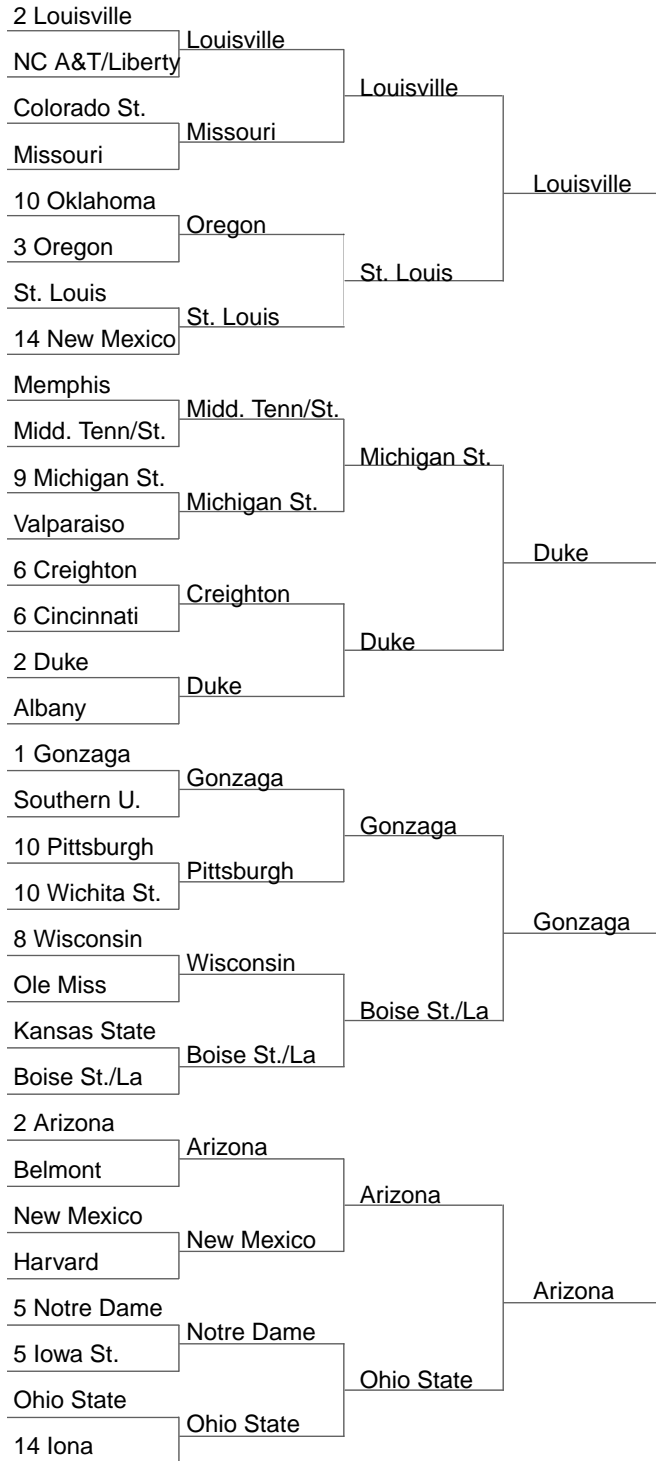 2 Louisville
NC A&T/Liberty
Colorado St.
Missouri
10 Oklahoma
3 Oregon
St. Louis
14 New Mexico
Memphis
Midd. Tenn/St.
9 Michigan St.
Valparaiso
6 Creighton
6 Cincinnati
2 Duke
Albany
1 Gonzaga
Southern U.
10 Pittsburgh
10 Wichita St.
8 Wisconsin
Ole Miss
Kansas State
Boise St./La
2 Arizona
Belmont
New Mexico
Harvard
5 Notre Dame
5 Iowa St.
Ohio State
14 Iona
Louisville
Missouri
Oregon
St. Louis
Midd. Tenn/St.
Michigan St.
Creighton
Duke
Gonzaga
Pittsburgh
Wisconsin
Boise St./La
Arizona
New Mexico
Notre Dame
Ohio State
Louisville
St. Louis
Michigan St.
Duke
Gonzaga
Boise St./La
Arizona
Ohio State
Louisville
Duke
Gonzaga
Arizona